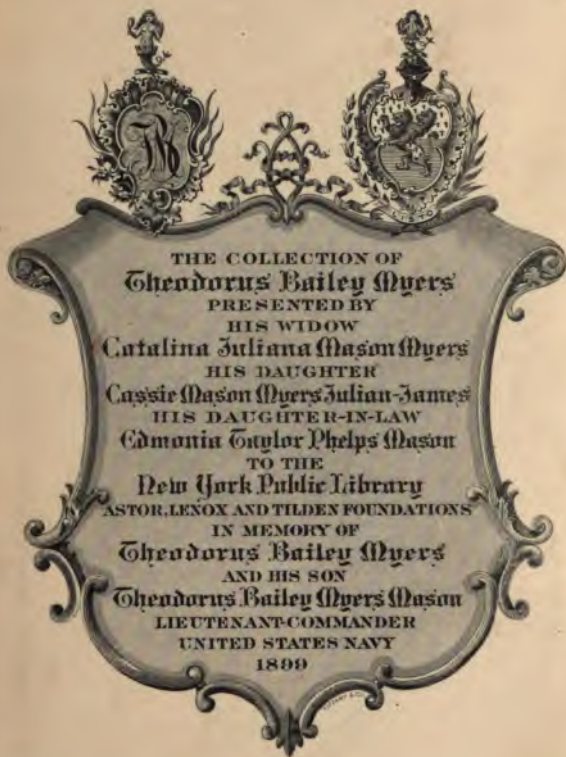 THE COLLECTION OF
Theodorus Bailey Myers
PRESENTED BY
HIS WIDOW
Catalina Juliana Mason Myers
HIS DAUGHTER
Cassie Mason Myers Julian-James
HIS DAUGHTER-IN-LAW
Edmonia Taylor Phelps Mason
TO THE
New York Public Library
ASTOR, LENOX AND TILDEN FOUNDATIONS
IN MEMORY OF
Theodorus Bailey Myers
AND HIS SON
Theodorus Bailey Myers Mason
LIEUTENANT-COMMANDER
UNITED STATES NAVY
1899